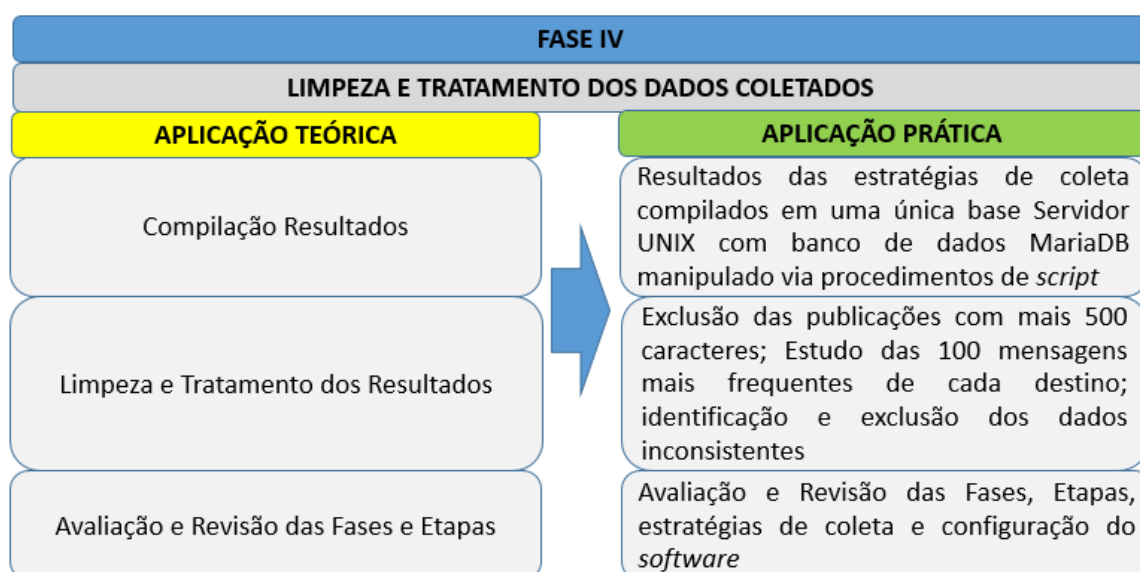 FASE IV
LIMPEZA E TRATAMENTO DOS DADOS COLETADOS
APLICAÇÃO TEÓRICA
APLICAÇÃO PRÁTICA
Compilação Resultados
Resultados das estratégias de coleta
compilados em uma única base Servidor
UNIX com banco de dados MariaDB
manipulado via procedimentos de script
Limpeza e Tratamento dos Resultados
Exclusão das publicações com mais 500
caracteres; Estudo das 100 mensagens
mais frequentes de cada destino;
identificação e exclusão dos dados
inconsistentes
Avaliação e Revisão das Fases e Etapas
Avaliação e Revisão das Fases, Etapas,
estratégias de coleta e configuração do
software